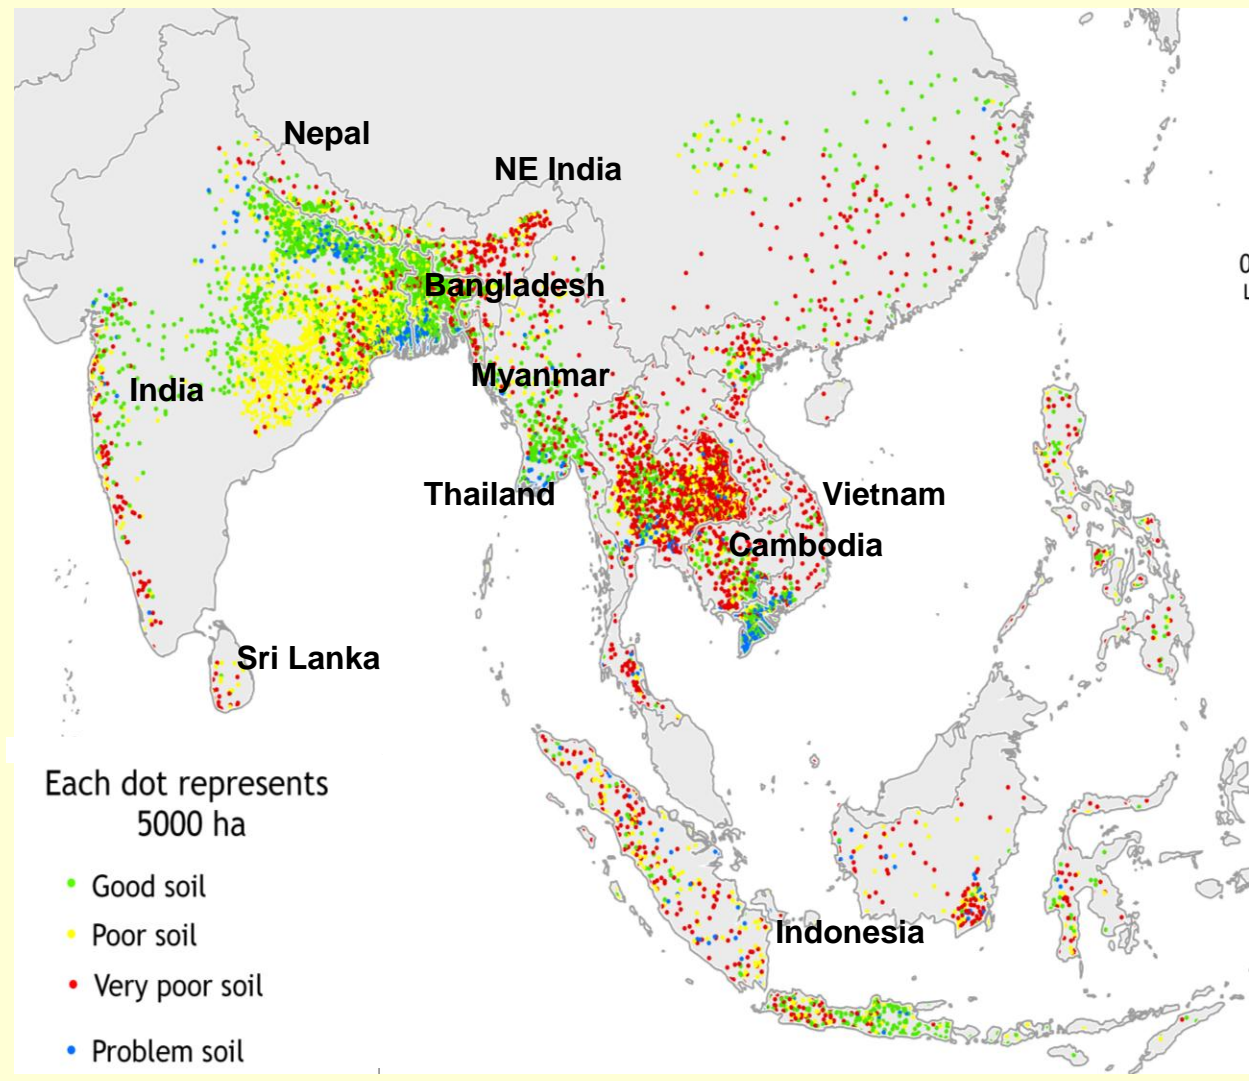 Nepal
NE India
0
L
Bangladesh
Myanmar
India
Thailand
Vietnam
Cambodia
Sri Lanka
Each dot represents
5000 ha
Good soil
Poor soil
Indonesia
Very poor soil
Problem soil